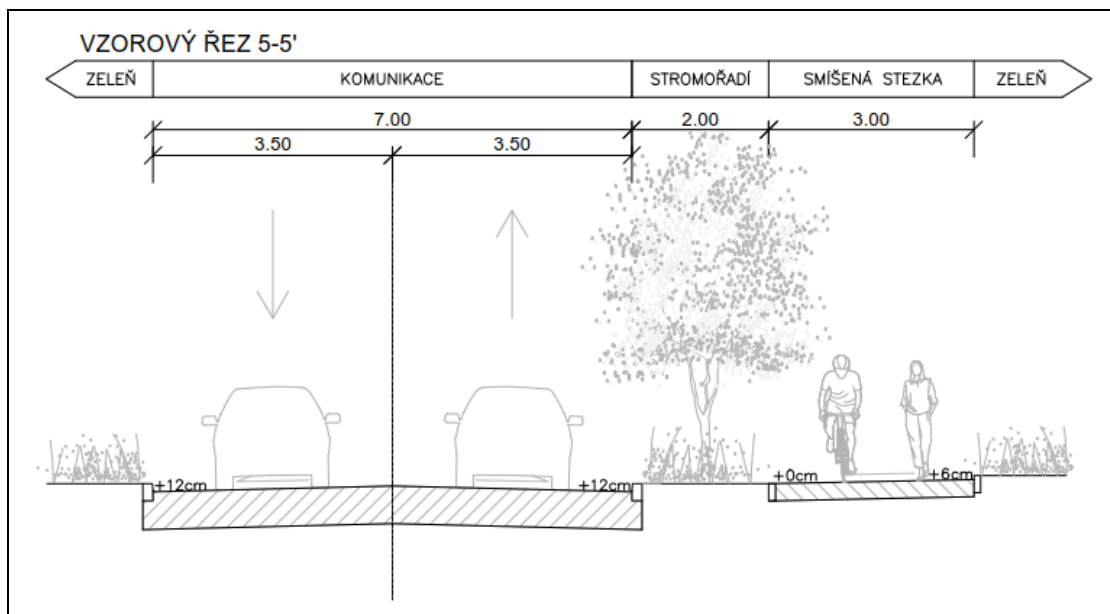 VZOROVÝ ŘEZ 5-5'
ZELEŇ KOMUNIKACE STROMOŘADÍ SMÍŠENÁ STEZKA ZELEŇ
7.00 2.00 3.00
3.50 3.50
+12cm +12cm +0cm +6cm